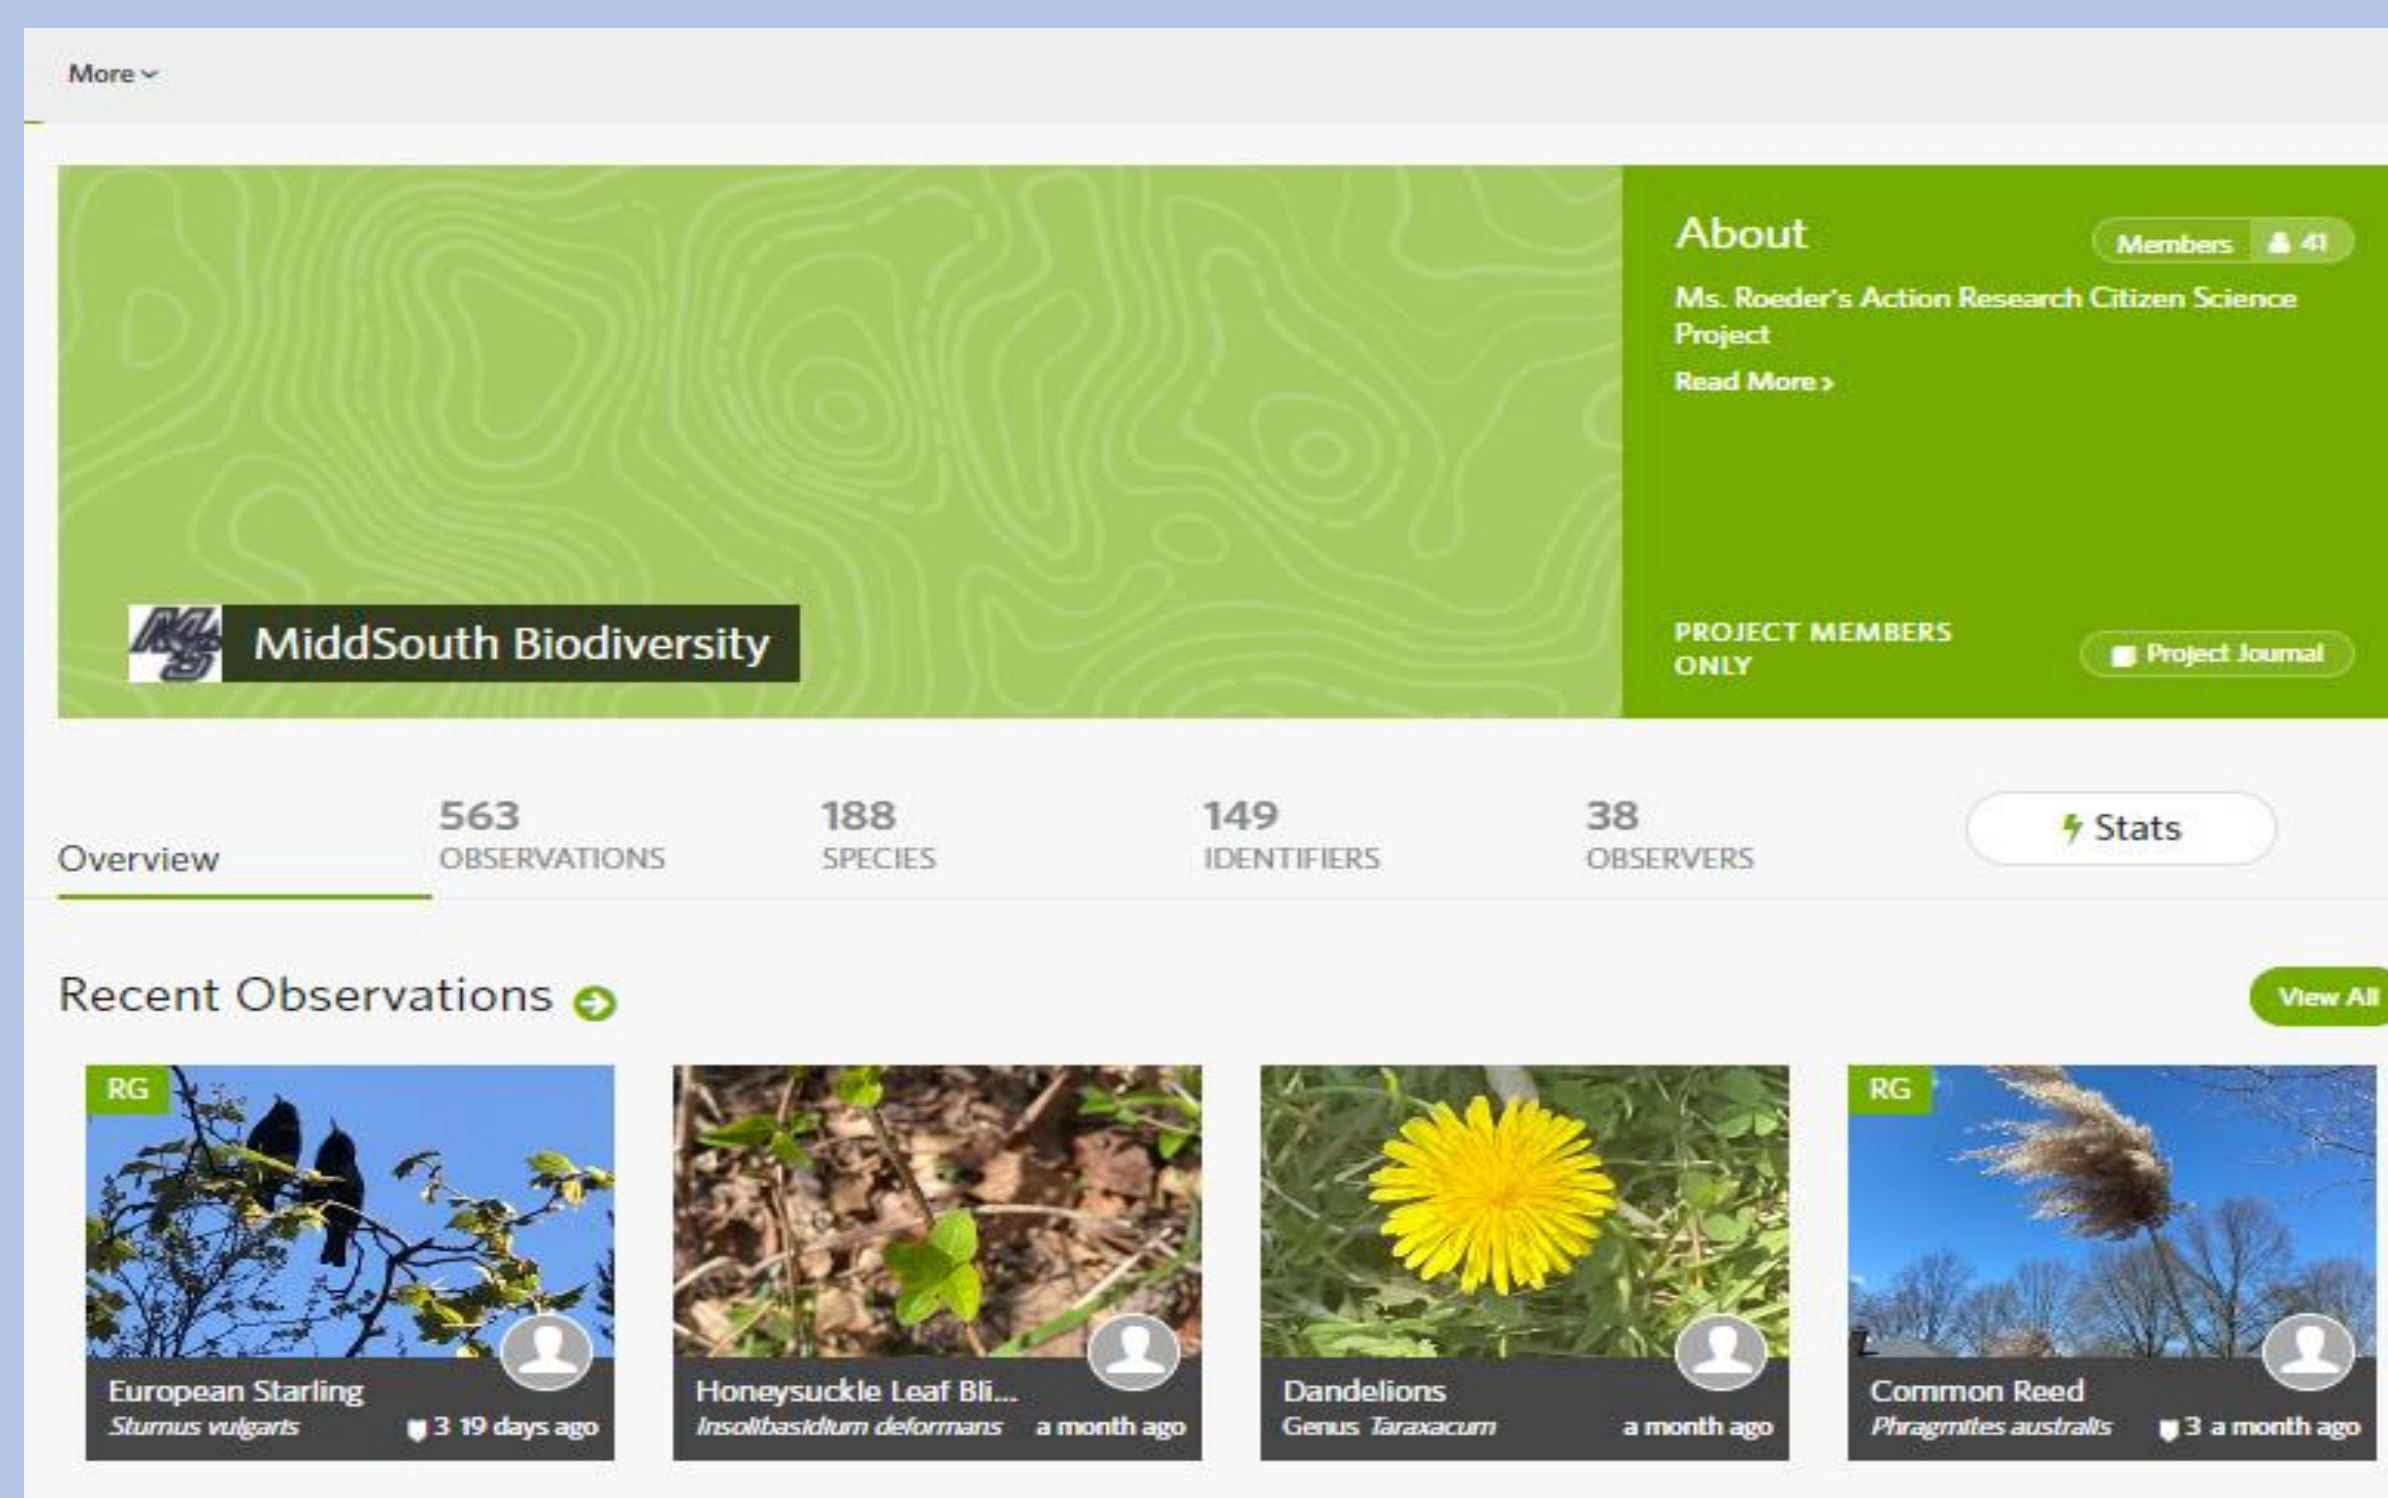 More
About
Members 41
Ms. Roeder's Action Research Citizen Science
Project
Read More >
MiddSouth Biodiversity
PROJECT MEMBERS
ONLY
Project Journal
Overview
563
OBSERVATIONS
188
SPECIES
149
IDENTIFIERS
38
OBSERVERS
Stats
Recent Observations
View All
RG
European Starling
Sturnus vulgaris 3 19 days ago
Honeysuckle Leaf Bli...
Insolibasidium deformans a month ago
Dandelions
Genus Taraxacum a month ago
RG
Common Reed
Phragmites australis 3 a month ago